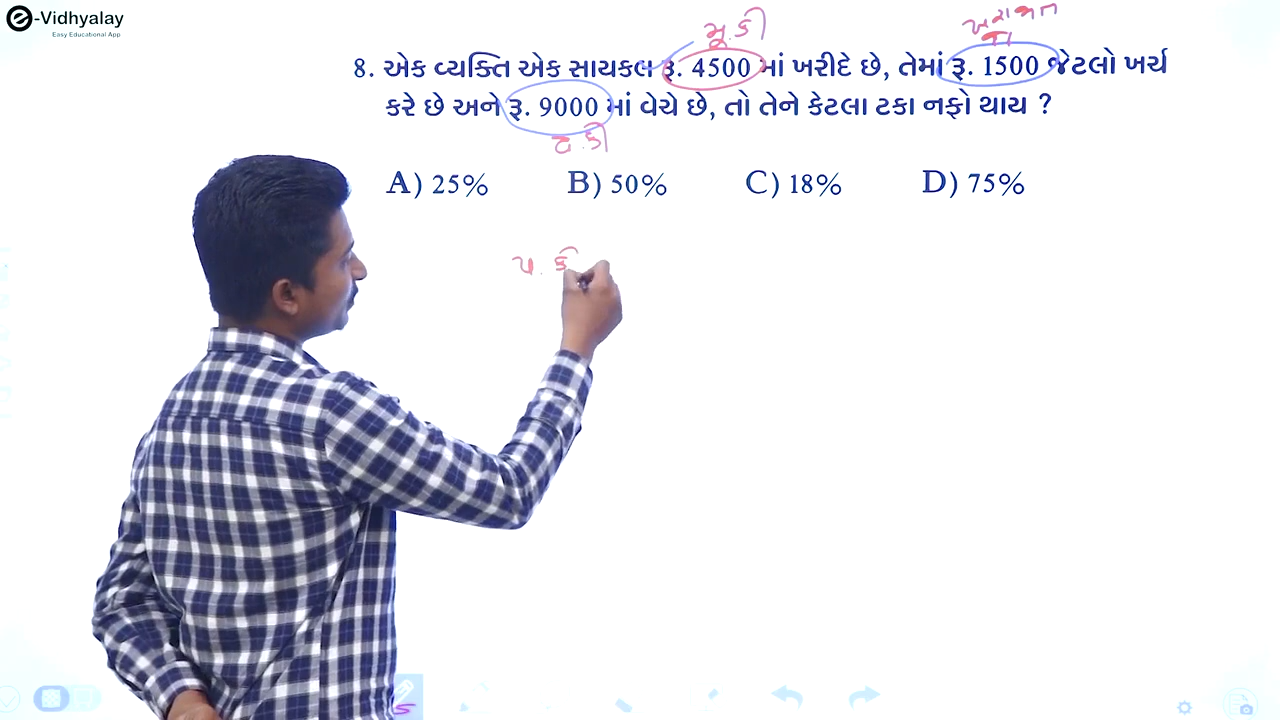 e-Vidhyalay
Easy Educational App
મૂ.કી
ખરાજાત
8. એક વ્યક્તિ એક સાયકલ રૂ. 4500 માં ખરીદે છે, તેમાં રૂ. 1500 જેટલો ખર્ચ
કરે છે અને રૂ. 9000 માં વેચે છે, તો તેને કેટલા ટકા નફો થાય ?
A) 25% B) 50% C) 18% D) 75%
પ. કી